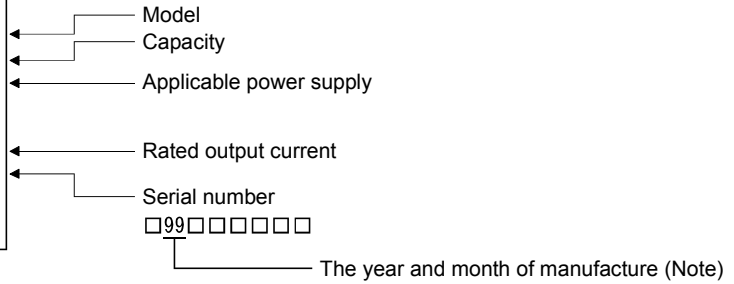 Model
Capacity
Applicable power supply
Rated output current
Serial number
□99□□□□□□
The year and month of manufacture (Note)